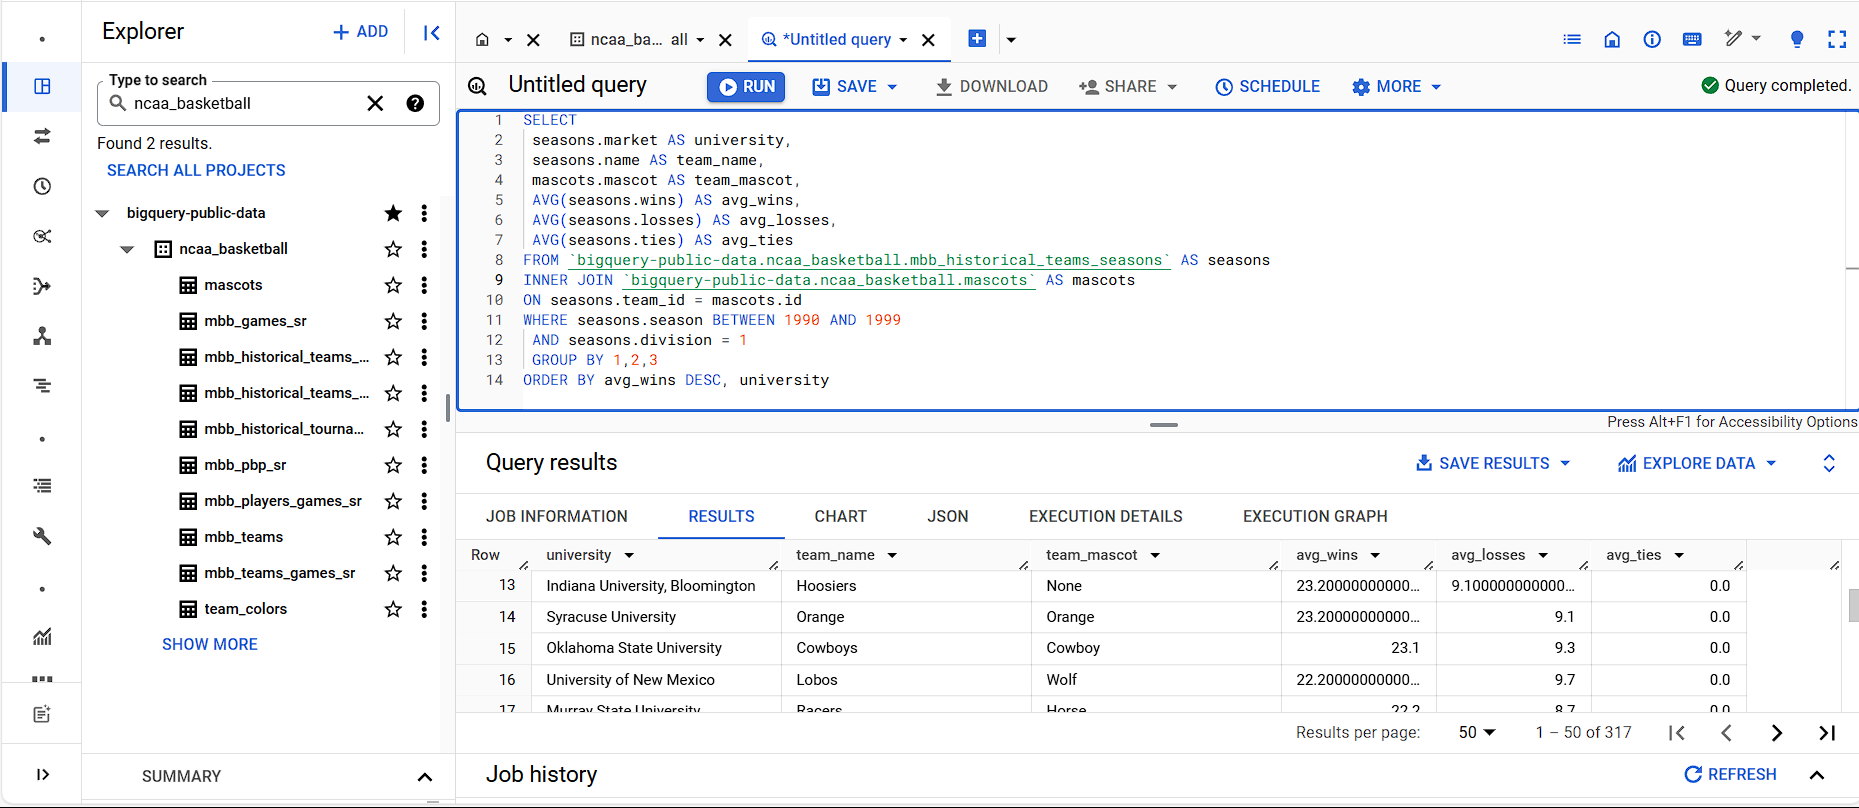 Explorer
+ ADD
Type to search
ncaa_basketball
Found 2 results.
SEARCH ALL PROJECTS
bigquery-public-data
ncaa_basketball
mascots
mbb_games_sr
mbb_historical_teams_...
mbb_historical_teams_...
mbb_historical_tourna...
mbb_pbp_sr
mbb_players_games_sr
mbb_teams
mbb_teams_games_sr
team_colors
SHOW MORE
SUMMARY
ncaa_ba... all
*Untitled query
Untitled query
RUN
SAVE
DOWNLOAD
SHARE
SCHEDULE
MORE
Query completed.
1 SELECT
2 seasons.market AS university,
3 seasons.name AS team_name,
4 mascots.mascot AS team_mascot,
5 AVG(seasons.wins) AS avg_wins,
6 AVG(seasons.losses) AS avg_losses,
7 AVG(seasons.ties) AS avg_ties
8 FROM `bigquery-public-data.ncaa_basketball.mbb_historical_teams_seasons` AS seasons
9 INNER JOIN `bigquery-public-data.ncaa_basketball.mascots` AS mascots
10 ON seasons.team_id = mascots.id
11 WHERE seasons.season BETWEEN 1990 AND 1999
12 AND seasons.division = 1
13 GROUP BY 1,2,3
14 ORDER BY avg_wins DESC, university
Press Alt+F1 for Accessibility Options
Query results
SAVE RESULTS
EXPLORE DATA
JOB INFORMATION RESULTS CHART JSON EXECUTION DETAILS EXECUTION GRAPH
Row university team_name team_mascot avg_wins avg_losses avg_ties
13 Indiana University, Bloomington Hoosiers None 23.20000000000... 9.100000000000... 0.0
14 Syracuse University Orange Orange 23.20000000000... 9.1 0.0
15 Oklahoma State University Cowboys Cowboy 23.1 9.3 0.0
16 University of New Mexico Lobos Wolf 22.20000000000... 9.7 0.0
17 Murray State University Racers Horse 22.2 8.7 0.0
Results per page: 50 1 – 50 of 317
Job history
REFRESH